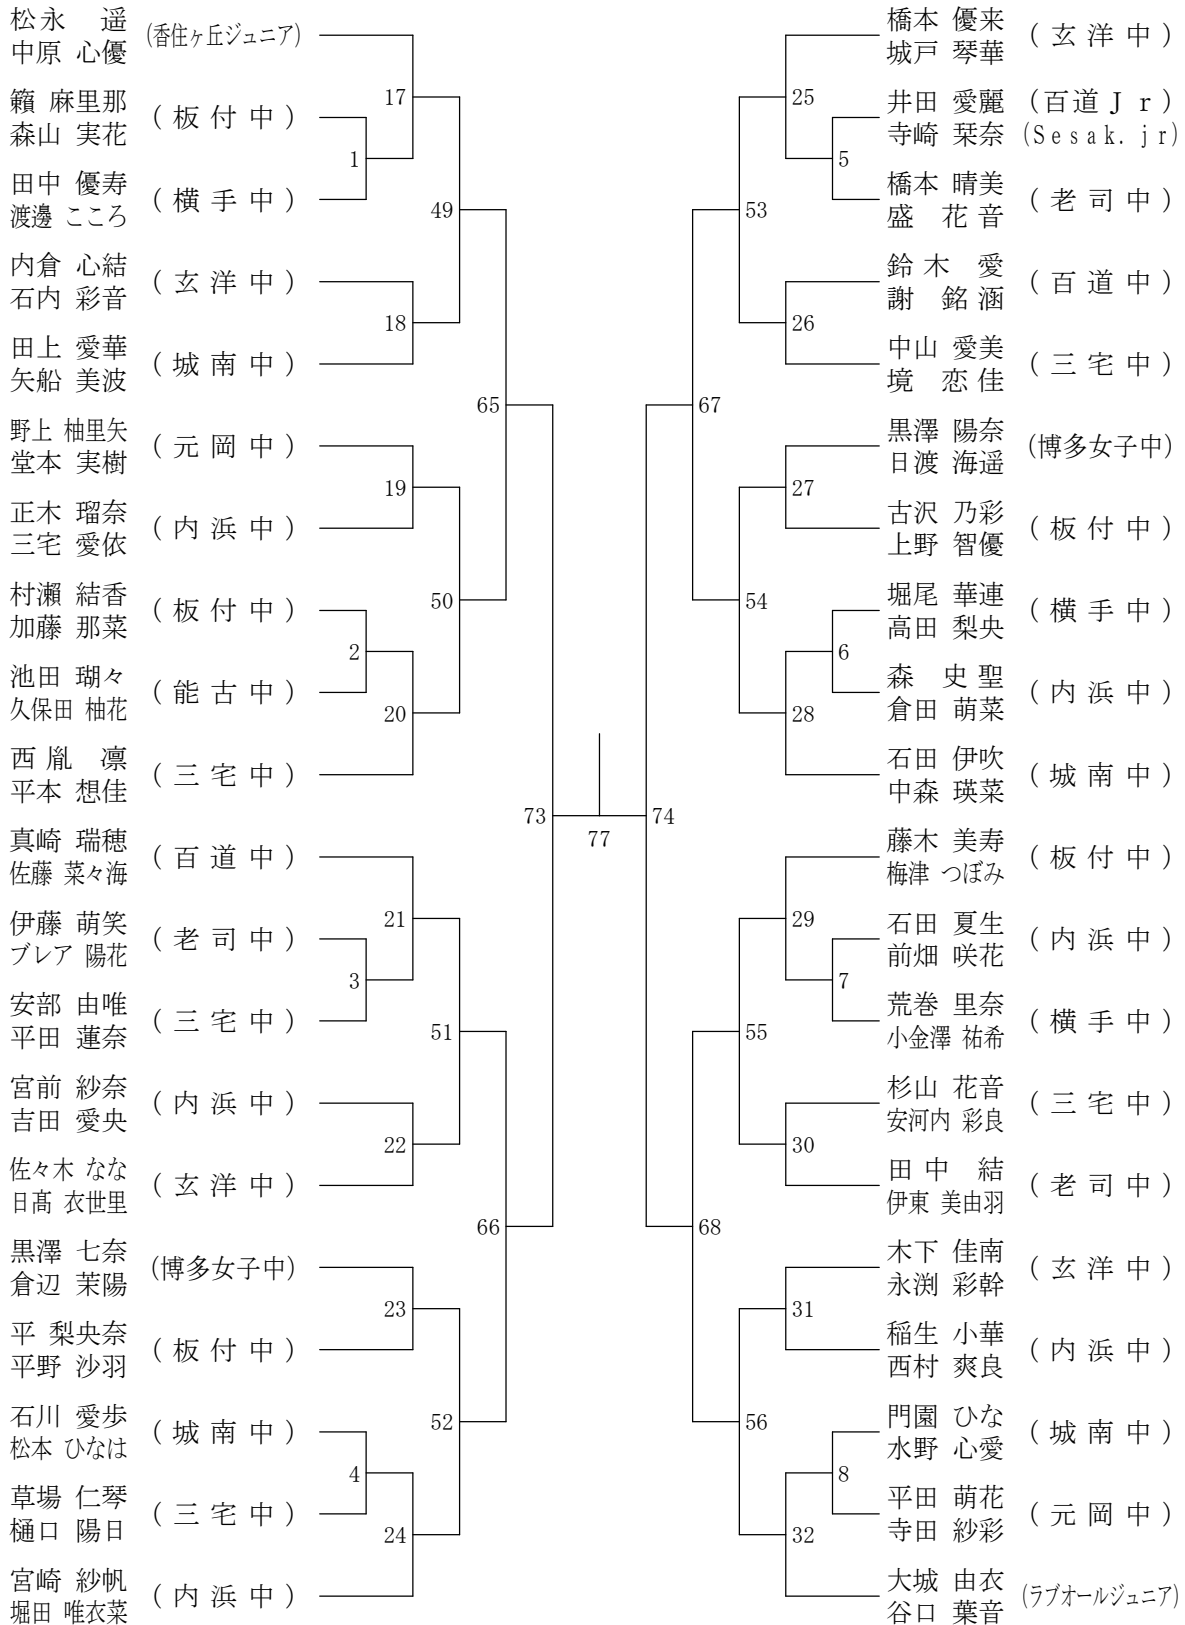 松永 遥
中原 心優
(香住ヶ丘ジュニア)
籟 麻里那
森山 実花
(板付中)
田中 優寿
渡邊 こころ
(横手中)
内倉 心結
石内 彩音
(玄洋中)
田上 愛華
矢船 美波
(城南中)
野上 柚里矢
堂本 実樹
(元岡中)
正木 瑠奈
三宅 愛依
(内浜中)
村瀬 結香
加藤 那菜
(板付中)
池田 瑚々
久保田 柚花
(能古中)
西胤 凛
平本 想佳
(三宅中)
真崎 瑞穂
佐藤 菜々海
(百道中)
伊藤 萌笑
ブレア 陽花
(老司中)
安部 由唯
平田 蓮奈
(三宅中)
宮前 紗奈
吉田 愛央
(内浜中)
佐々木 なな
日髙 衣世里
(玄洋中)
黒澤 七奈
倉辺 茉陽
(博多女子中)
平 梨央奈
平野 沙羽
(板付中)
石川 愛歩
松本 ひなは
(城南中)
草場 仁琴
樋口 陽日
(三宅中)
宮崎 紗帆
堀田 唯衣菜
(内浜中)
1
2
3
4
17
18
19
20
21
22
23
24
49
50
51
52
65
66
73
77
74
67
68
53
54
55
56
25
26
27
28
29
30
31
32
5
6
7
8
橋本 優来
城戸 琴華
(玄洋中)
井田 愛麗
(百道Jr)
寺崎 栞奈
(Sesak.jr)
橋本 晴美
盛 花音
(老司中)
鈴木 愛
謝 銘涵
(百道中)
中山 愛美
境 恋佳
(三宅中)
黒澤 陽奈
日渡 海遥
(博多女子中)
古沢 乃彩
上野 智優
(板付中)
堀尾 華連
高田 梨央
(横手中)
森 史聖
倉田 萌菜
(内浜中)
石田 伊吹
中森 瑛菜
(城南中)
藤木 美寿
梅津 つぼみ
(板付中)
石田 夏生
前畑 咲花
(内浜中)
荒巻 里奈
小金澤 祐希
(横手中)
杉山 花音
安河内 彩良
(三宅中)
田中 結
伊東 美由羽
(老司中)
木下 佳南
永渕 彩幹
(玄洋中)
稲生 小華
西村 爽良
(内浜中)
門園 ひな
水野 心愛
(城南中)
平田 萌花
寺田 紗彩
(元岡中)
大城 由衣
谷口 葉音
(ラブオールジュニア)